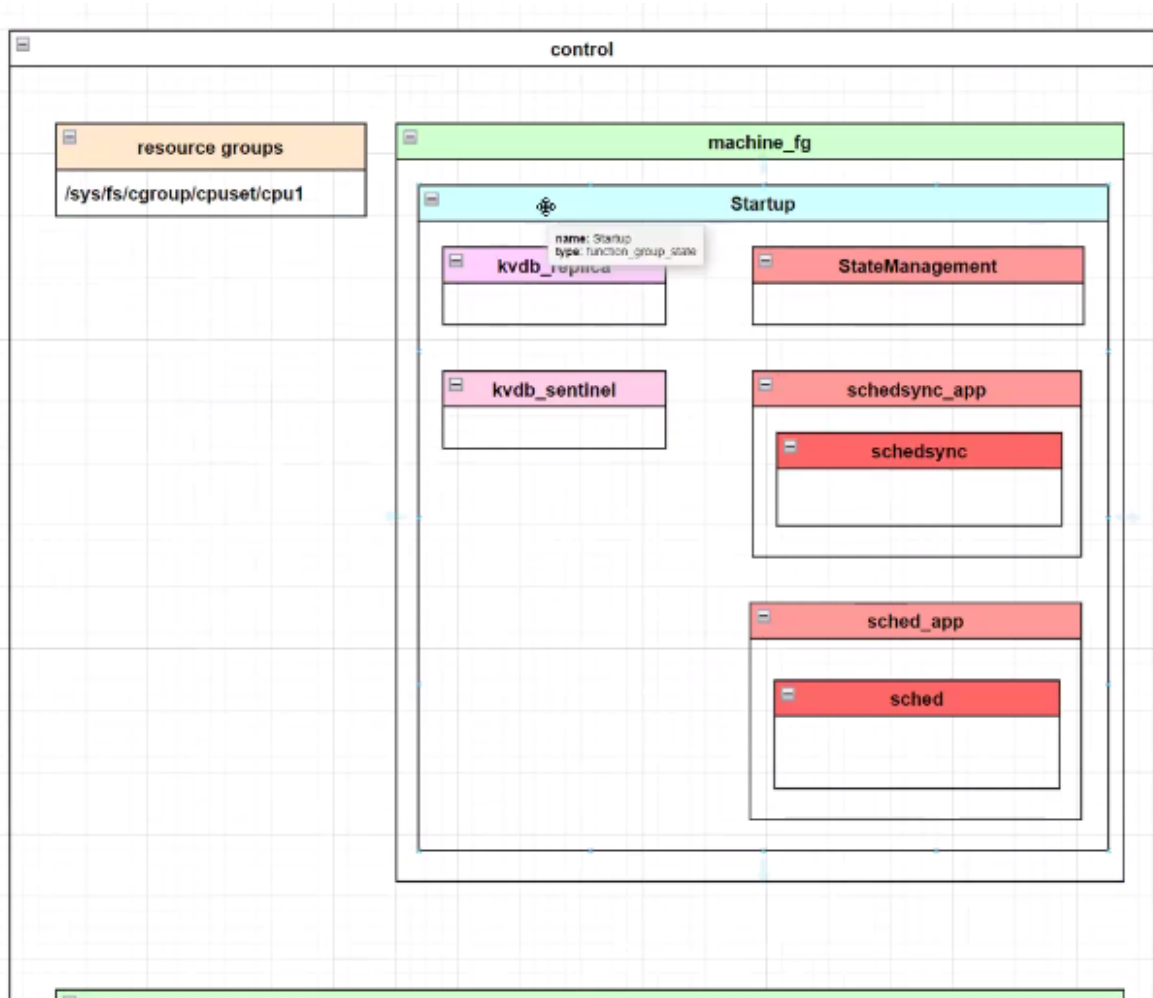 control
resource groups
/sys/fs/cgroup/cpuset/cpu1
machine_fg
Startup
name: Startup
type: function_group_state
kvdb_replica
StateManagement
kvdb_sentinel
schedsync_app
schedsync
sched_app
sched